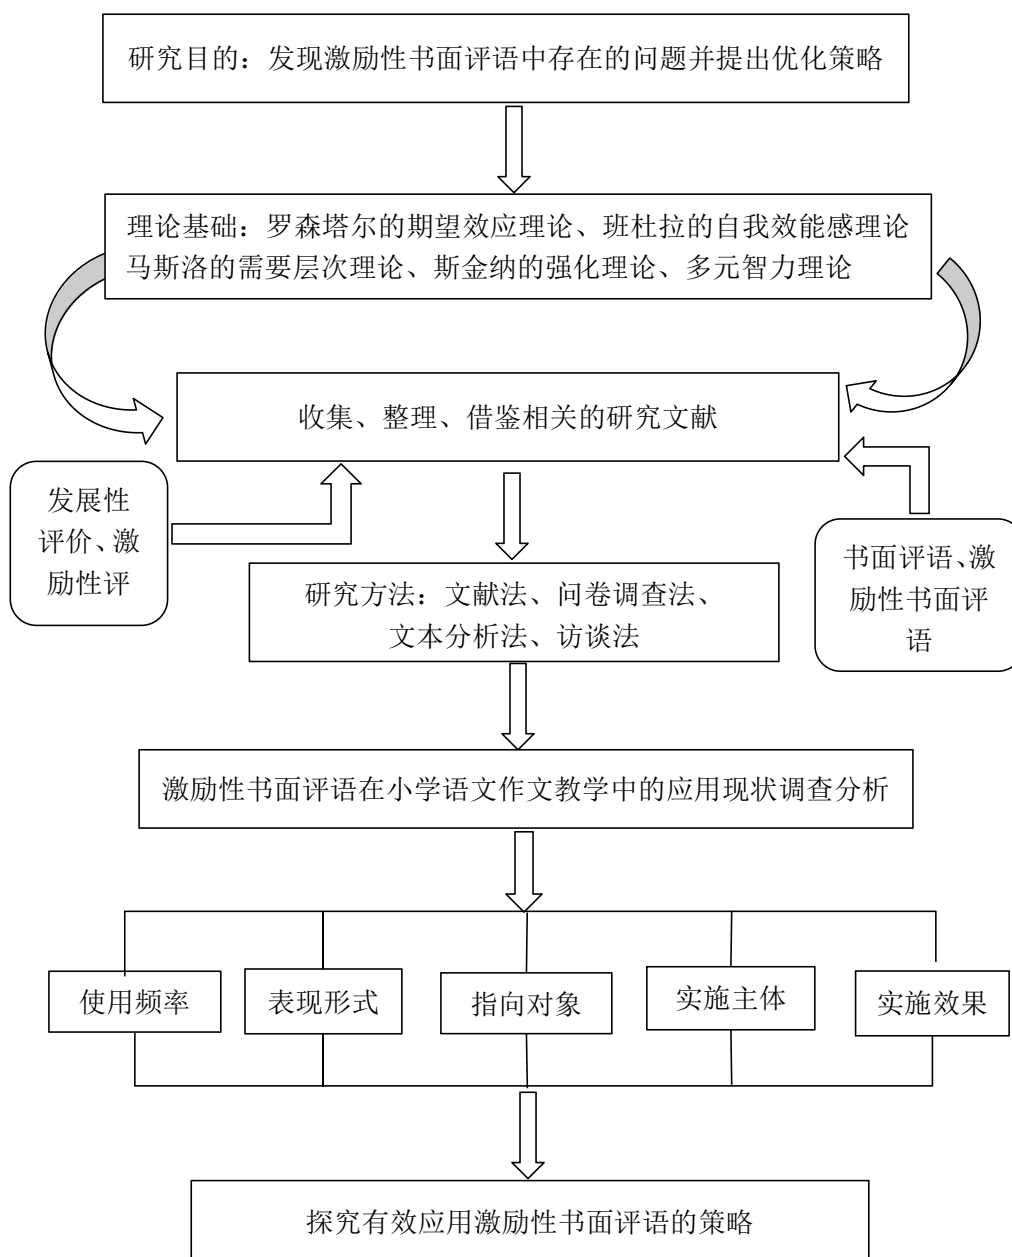 研究目的：发现激励性书面评语中存在的问题并提出优化策略
理论基础：罗森塔尔的期望效应理论、班杜拉的自我效能感理论
马斯洛的需要层次理论、斯金纳的强化理论、多元智力理论
收集、整理、借鉴相关的研究文献
发展性
评价、激
励性评
书面评语、激
励性书面评
语
研究方法：文献法、问卷调查法、
文本分析法、访谈法
激励性书面评语在小学语文作文教学中的应用现状调查分析
使用频率
表现形式
指向对象
实施主体
实施效果
探究有效应用激励性书面评语的策略